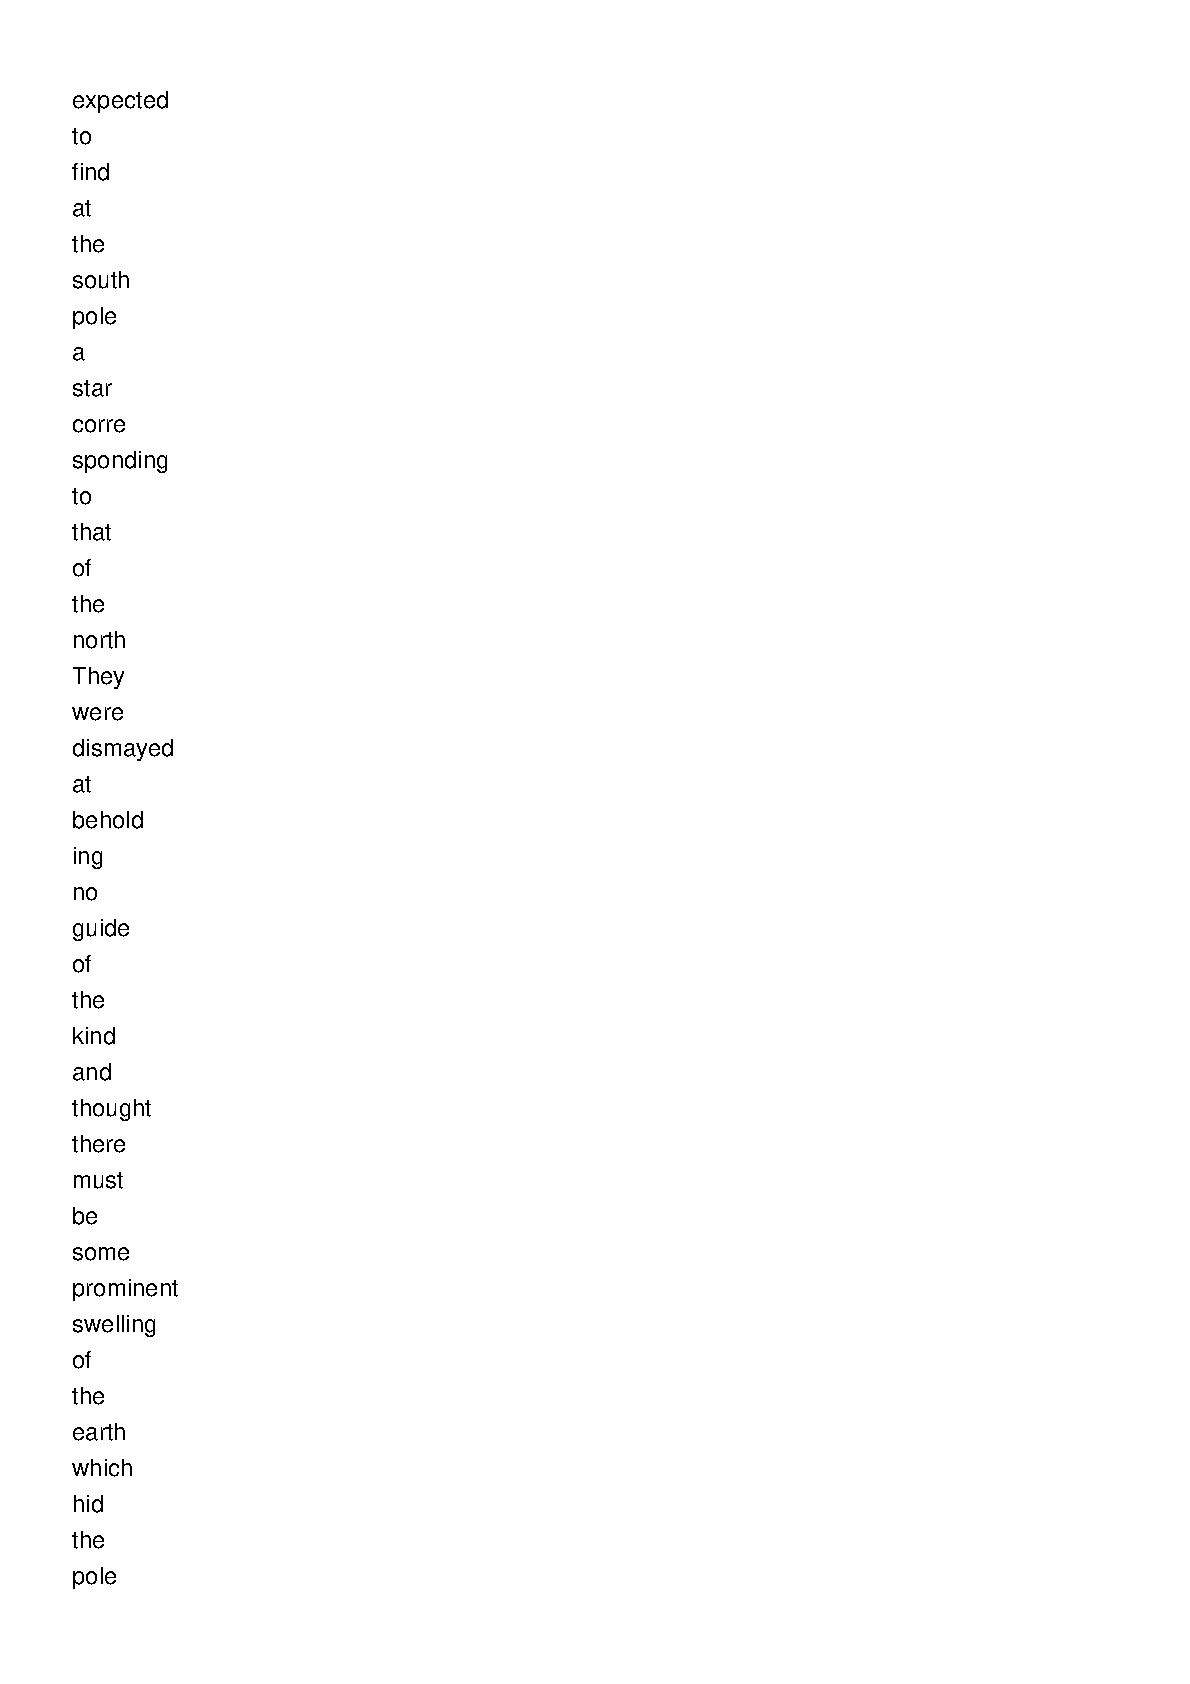 expected
to
find
at
the
south
pole
a
star
corre
sponding
to
that
of
the
north
They
were
dismayed
at
behold
ing
no
guide
of
the
kind
and
thought
there
must
be
some
prominent
swelling
of
the
earth
which
hid
the
pole